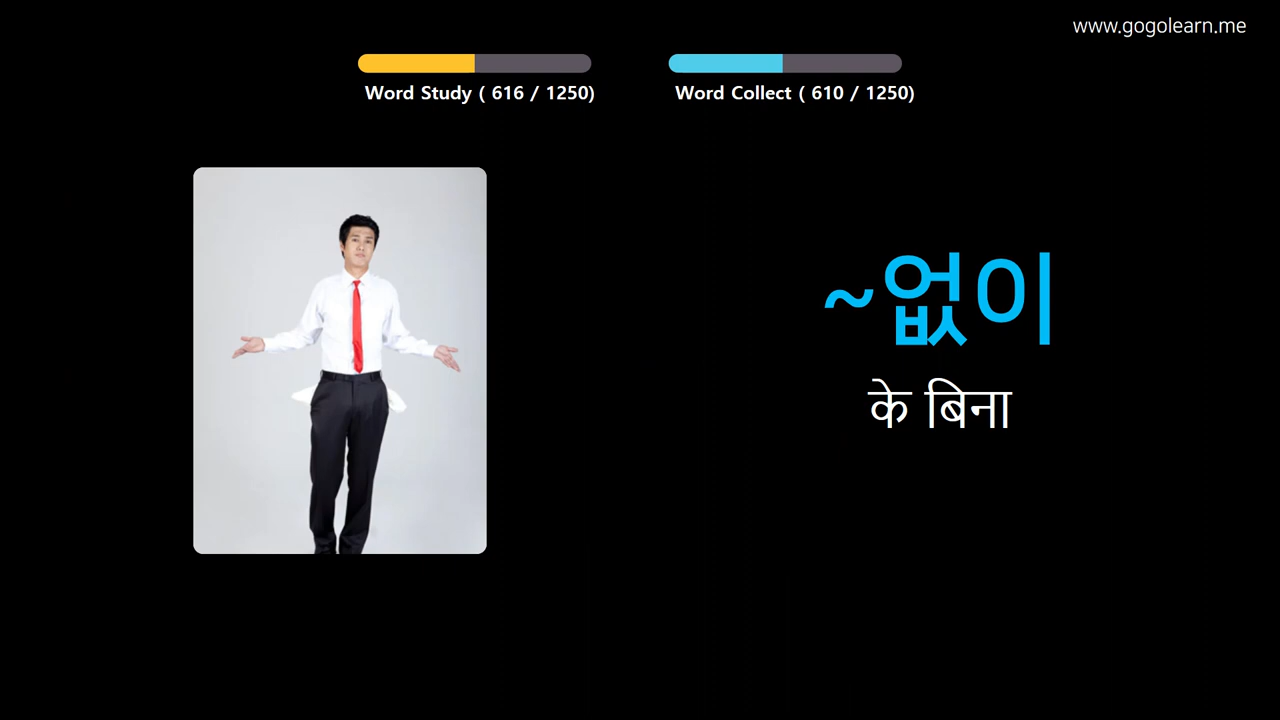 www.gogolearn.me
Word Study ( 616 / 1250)
Word Collect ( 610 / 1250)
~없이
के बिना